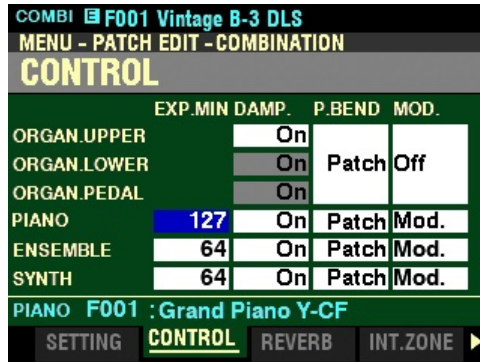 COMBI E F001 Vintage B-3 DLS
MENU - PATCH EDIT - COMBINATION
CONTROL
EXP.MIN DAMP. P.BEND MOD.
ORGAN.UPPER On
ORGAN.LOWER On Patch Off
ORGAN.PEDAL On
PIANO 127 On Patch Mod.
ENSEMBLE 64 On Patch Mod.
SYNTH 64 On Patch Mod.
PIANO F001 :Grand Piano Y-CF
SETTING CONTROL REVERB INT.ZONE